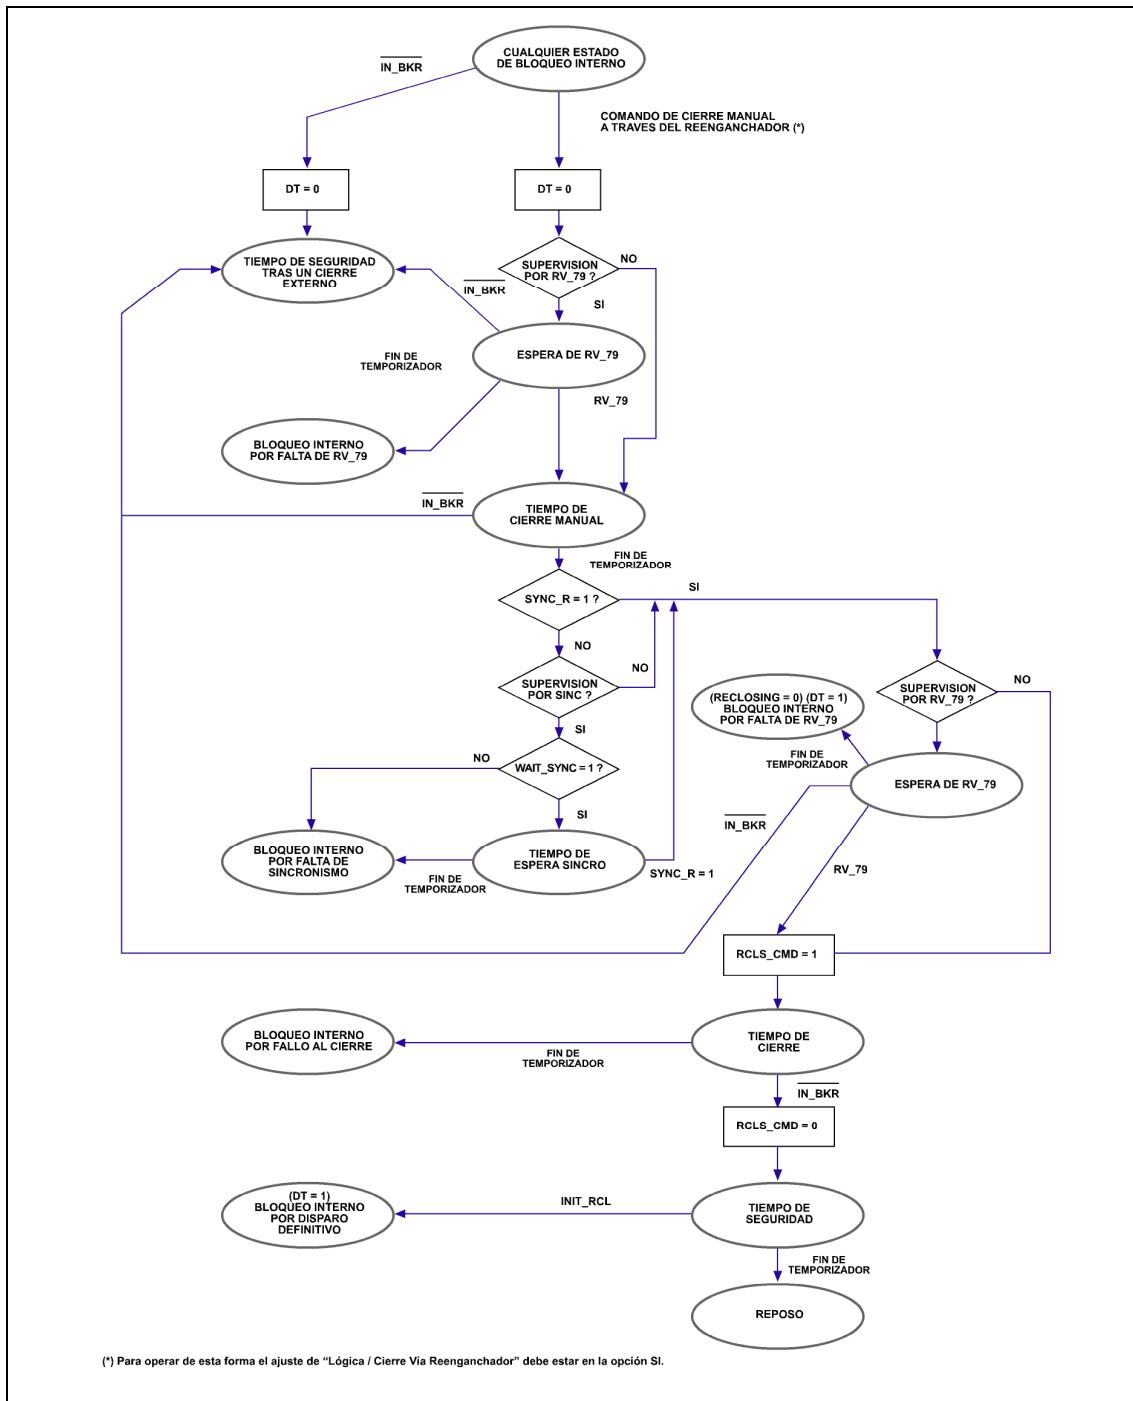 CUALQUIER ESTADO
DE BLOQUEO INTERNO
IN_BKR
COMANDO DE CIERRE MANUAL
A TRAVES DEL REENGANCHADOR (*)
DT = 0
DT = 0
TIEMPO DE SEGURIDAD
TRAS UN CIERRE
EXTERNO
SUPERVISION
POR RV_79 ?
NO
IN_BKR
SI
ESPERA DE RV_79
FIN DE
TEMPORIZADOR
RV_79
BLOQUEO INTERNO
POR FALTA DE RV_79
IN_BKR
TIEMPO DE
CIERRE MANUAL
FIN DE
TEMPORIZADOR
SYNC_R = 1 ?
SI
NO
SUPERVISION
POR SINC ?
NO
SI
SUPERVISION
POR RV_79 ?
NO
(RECLOSING = 0) (DT = 1)
BLOQUEO INTERNO
POR FALTA DE RV_79
NO
WAIT_SYNC = 1 ?
FIN DE
TEMPORIZADOR
ESPERA DE RV_79
SI
IN_BKR
BLOQUEO INTERNO
POR FALTA DE
SINCRONISMO
FIN DE
TEMPORIZADOR
TIEMPO DE
ESPERA SINCRO
SYNC_R = 1
RV_79
RCLS_CMD = 1
BLOQUEO INTERNO
POR FALLO AL CIERRE
FIN DE
TEMPORIZADOR
TIEMPO DE
CIERRE
IN_BKR
RCLS_CMD = 0
(DT = 1)
BLOQUEO INTERNO
POR DISPARO
DEFINITIVO
INIT_RCL
TIEMPO DE
SEGURIDAD
FIN DE
TEMPORIZADOR
REPOSO
(*) Para operar de esta forma el ajuste de “Lógica / Cierre Vía Reenganchador” debe estar en la opción SI.